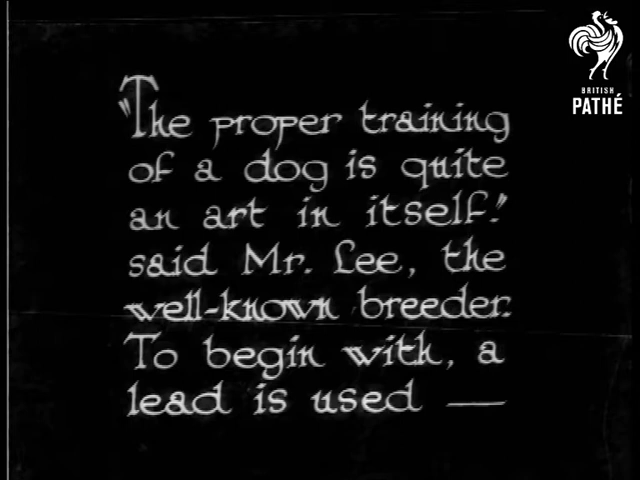 "The proper training
of a dog is quite
an art in itself."
said Mr. Lee, the
well-known breeder.
To begin with, a
lead is used —
BRITISH
PATHÉ